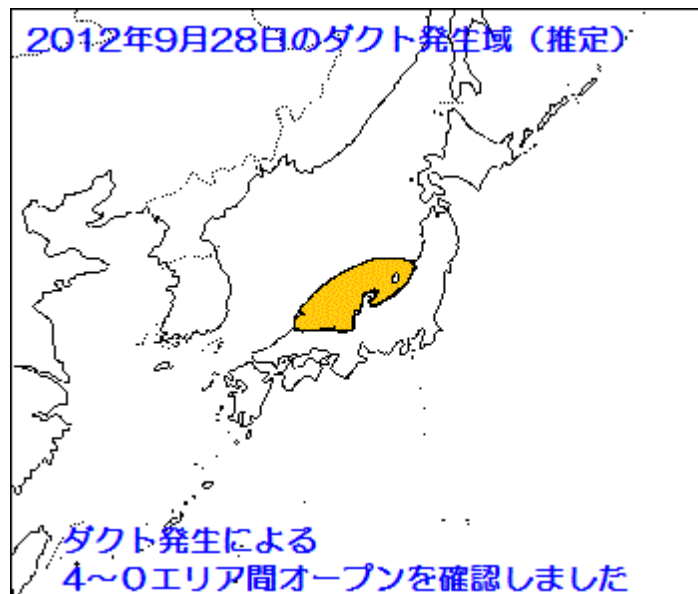 2012年9月28日のダクト発生域（推定）
ダクト発生による
4～0エリア間オープンを確認しました